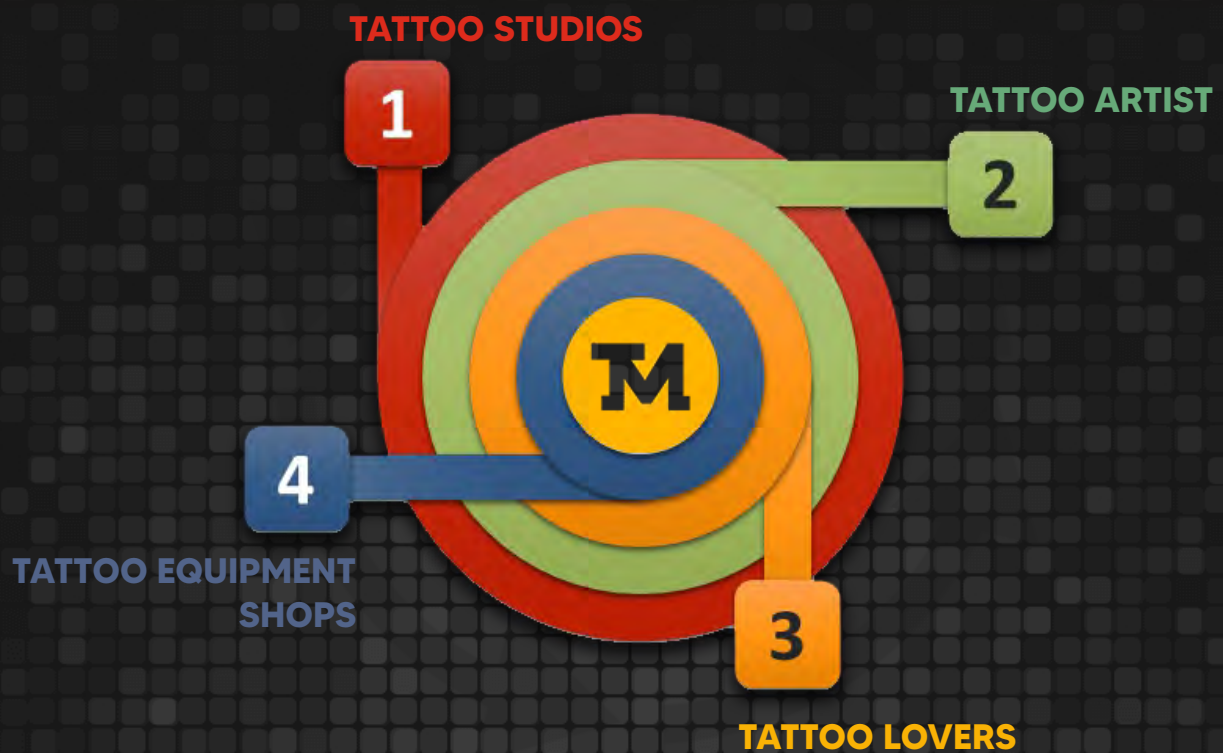 TATTOO STUDIOS
1
TATTOO ARTIST
2
TM
4
TATTOO EQUIPMENT
SHOPS
3
TATTOO LOVERS